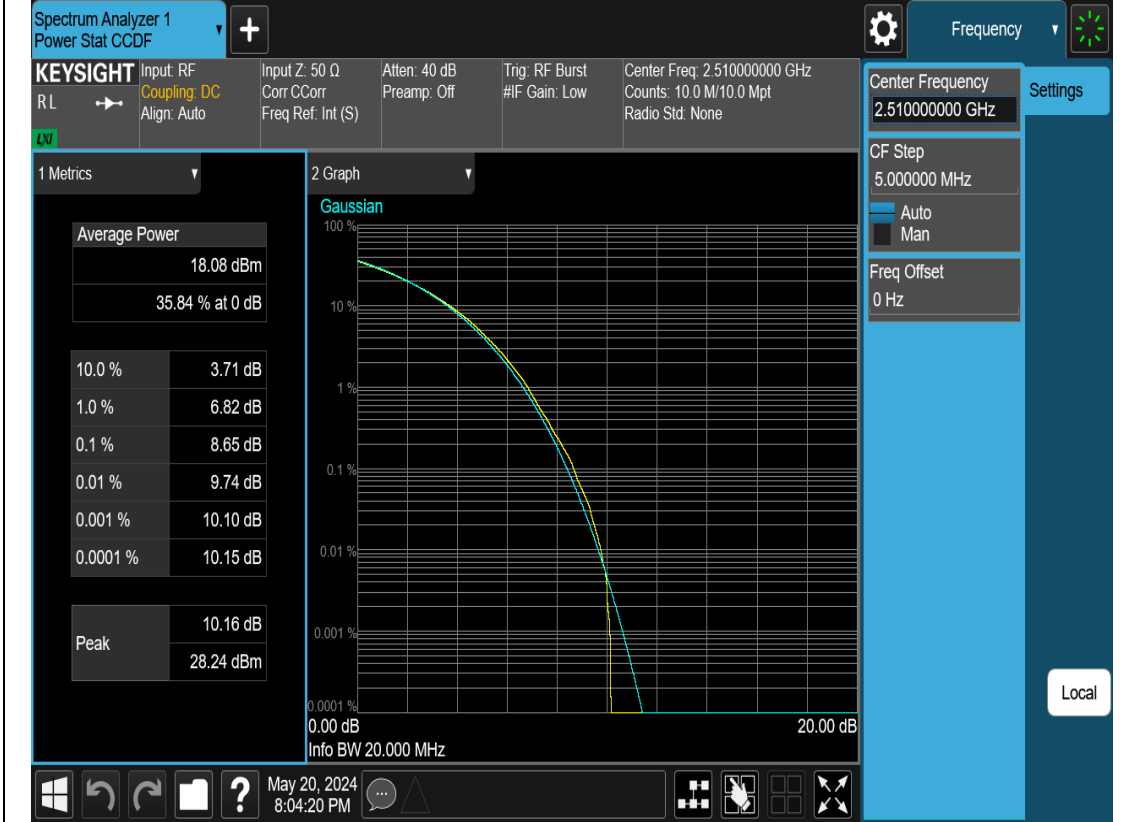 Spectrum Analyzer 1
Power Stat CCDF
Frequency
KEYSIGHT
RL
LXI
Input: RF
Coupling: DC
Align: Auto
Input Z: 50 Ω
Corr CCorr
Freq Ref: Int (S)
Atten: 40 dB
Preamp: Off
Trig: RF Burst
#IF Gain: Low
Center Freq: 2.510000000 GHz
Counts: 10.0 M/10.0 Mpt
Radio Std: None
Center Frequency
2.510000000 GHz
Settings
CF Step
5.000000 MHz
Auto
Man
Freq Offset
0 Hz
1 Metrics
Average Power
18.08 dBm
35.84 % at 0 dB
10.0 % 3.71 dB
1.0 % 6.82 dB
0.1 % 8.65 dB
0.01 % 9.74 dB
0.001 % 10.10 dB
0.0001 % 10.15 dB
Peak
10.16 dB
28.24 dBm
2 Graph
Gaussian
100 %
10 %
1 %
0.1 %
0.01 %
0.001 %
0.0001 %
0.00 dB 20.00 dB
Info BW 20.000 MHz
Local
May 20, 2024
8:04:20 PM